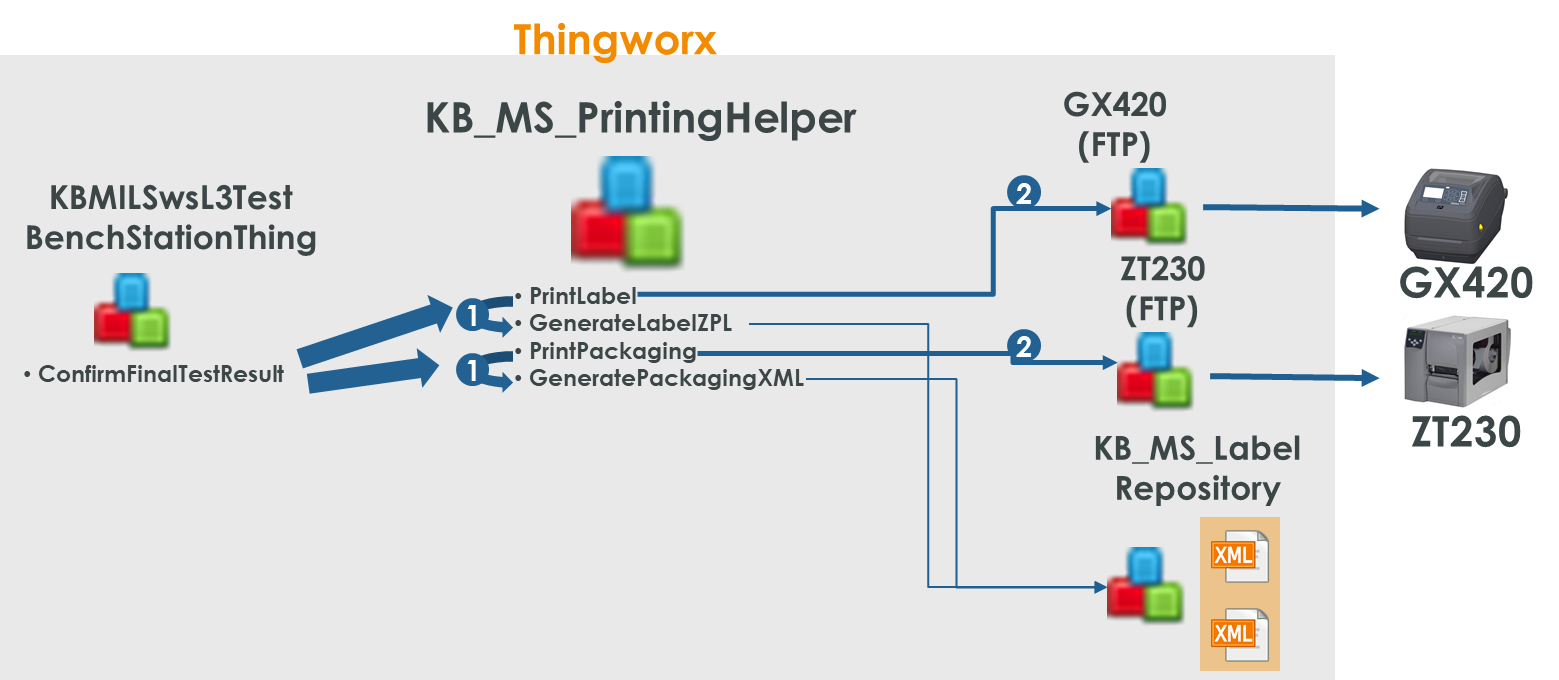 Thingworx
KB_MS_PrintingHelper
GX420
(FTP)
KBMILSwsL3Test
BenchStationThing
• ConfirmFinalTestResult
1
• PrintLabel
• GenerateLabelZPL
1
• PrintPackaging
• GeneratePackagingXML
2
ZT230
(FTP)
2
GX420
ZT230
KB_MS_Label
Repository
XML
XML